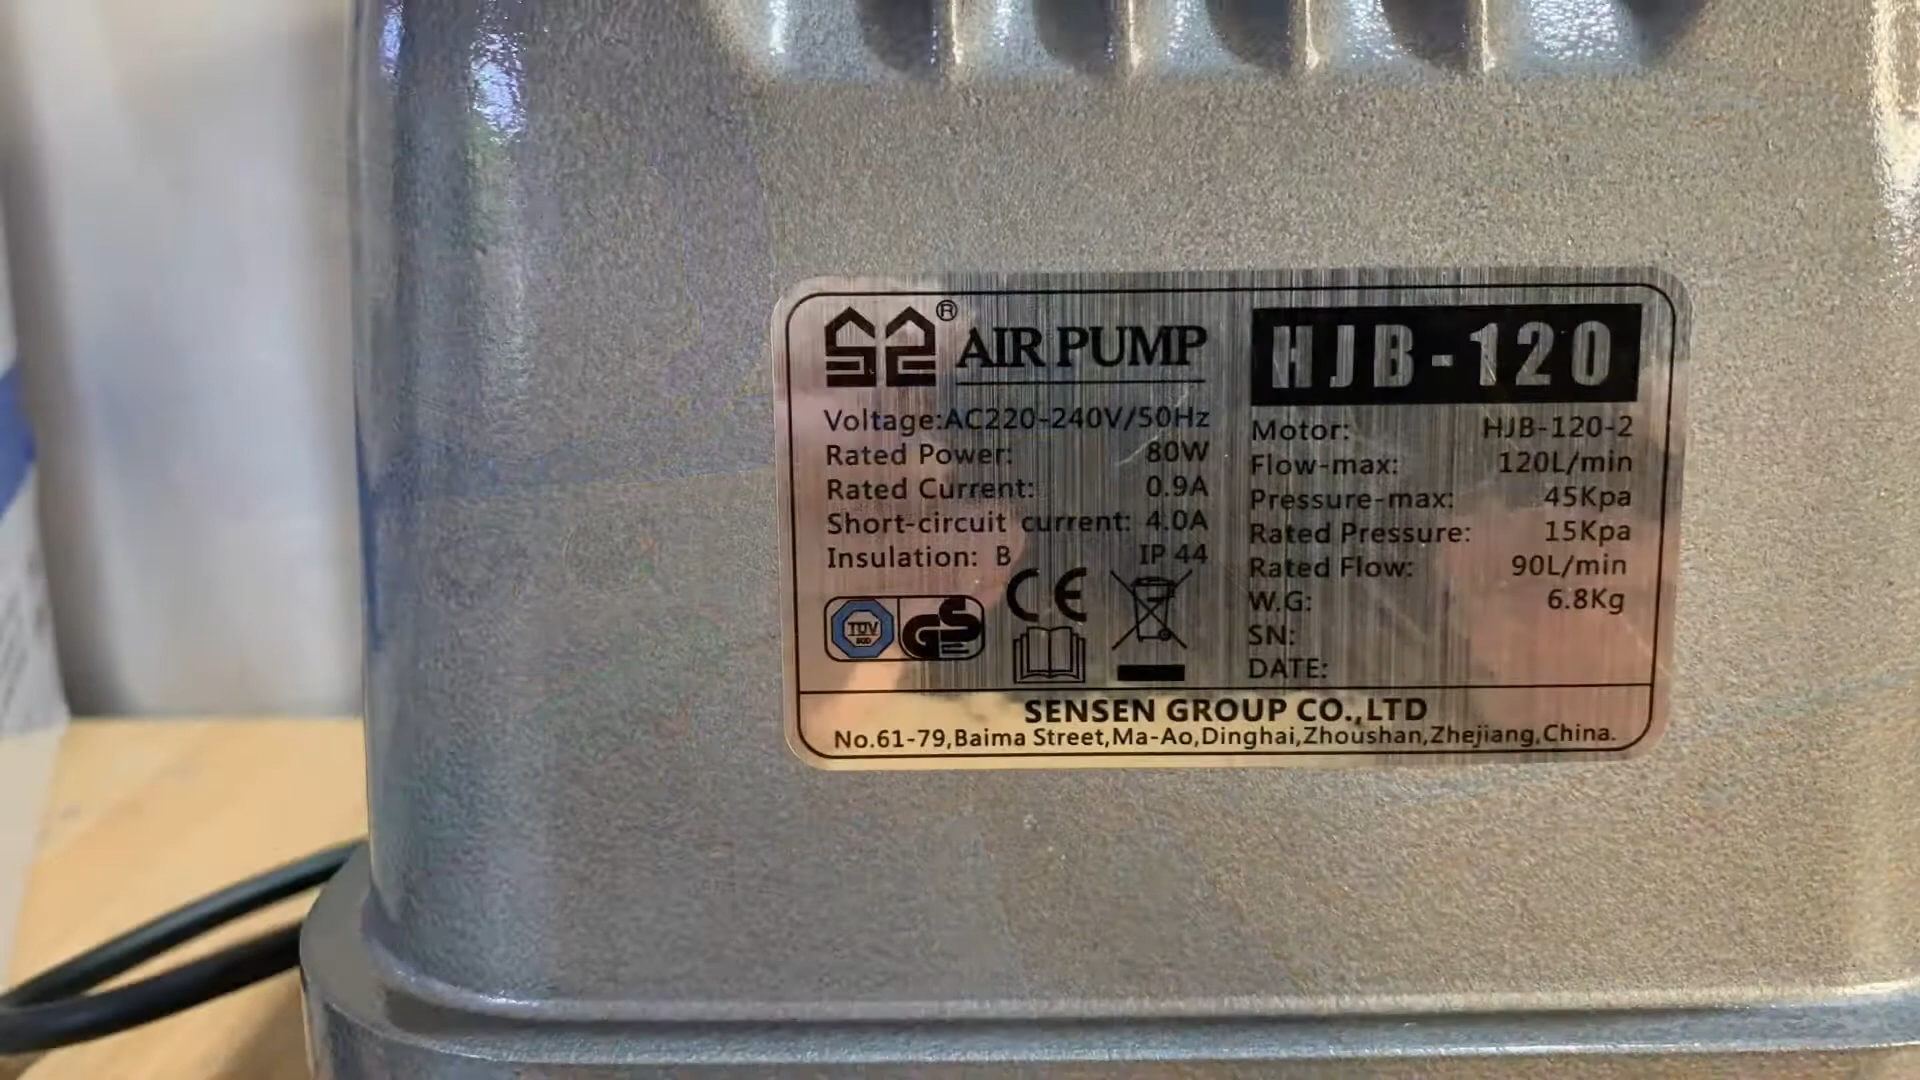 ® AIR PUMP
HJB-120
Voltage:AC220-240V/50Hz
Rated Power: 80W
Rated Current: 0.9A
Short-circuit current: 4.0A
Insulation: B IP 44
Motor: HJB-120-2
Flow-max: 120L/min
Pressure-max: 45Kpa
Rated Pressure: 15Kpa
Rated Flow: 90L/min
W.G: 6.8Kg
SN:
DATE:
TÜV
SÜD
GS
CE
SENSEN GROUP CO.,LTD
No.61-79,Baima Street,Ma-Ao,Dinghai,Zhoushan,Zhejiang,China.